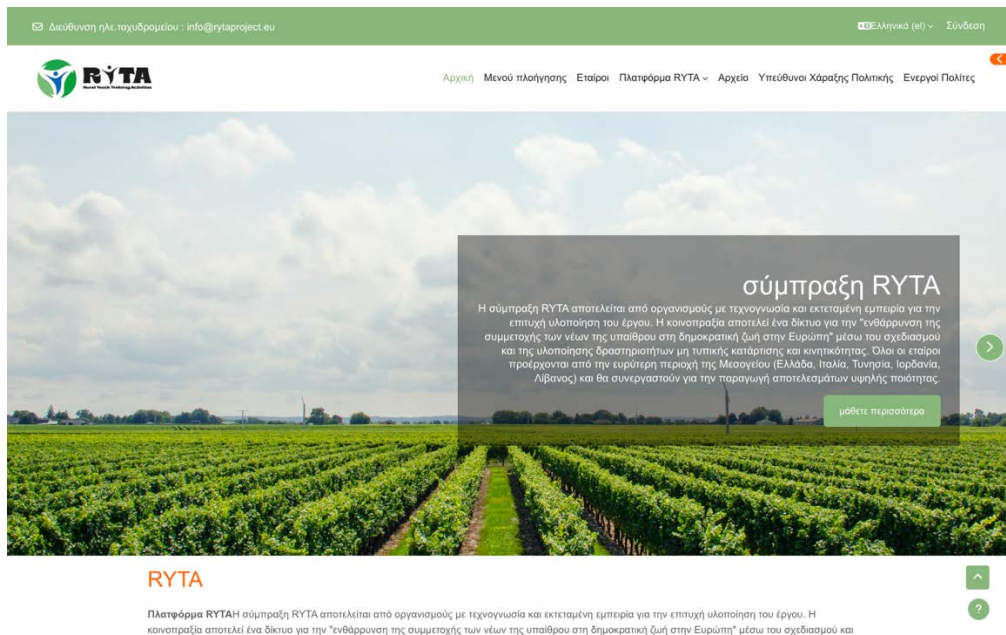 Διεύθυνση ηλε.ταχυδρομείου : info@rytaproject.eu
Ελληνικά (el)
Σύνδεση
RYTA
Rural Youth Training Activities
Αρχική Μενού πλοήγησης Εταίροι Πλατφόρμα RYTA Αρχείο Υπεύθυνοι Χάραξης Πολιτικής Ενεργοί Πολίτες
σύμπραξη RYTA
Η σύμπραξη RYTA αποτελείται από οργανισμούς με τεχνογνωσία και εκτεταμένη εμπειρία για την
επιτυχή υλοποίηση του έργου. Η κοινοπραξία αποτελεί ένα δίκτυο για την "ενθάρρυνση της
συμμετοχής των νέων της υπαίθρου στη δημοκρατική ζωή στην Ευρώπη" μέσω του σχεδιασμού
και της υλοποίησης δραστηριοτήτων μη τυπικής κατάρτισης και κινητικότητας. Όλοι οι εταίροι
προέρχονται από την ευρύτερη περιοχή της Μεσογείου (Ελλάδα, Ιταλία, Τυνησία, Ιορδανία,
Λίβανος) και θα συνεργαστούν για την παραγωγή αποτελεσμάτων υψηλής ποιότητας.
μάθετε περισσότερα
RYTA
Πλατφόρμα RYTAΗ σύμπραξη RYTA αποτελείται από οργανισμούς με τεχνογνωσία και εκτεταμένη εμπειρία για την επιτυχή υλοποίηση του έργου. Η
κοινοπραξία αποτελεί ένα δίκτυο για την "ενθάρρυνση της συμμετοχής των νέων της υπαίθρου στη δημοκρατική ζωή στην Ευρώπη" μέσω του σχεδιασμού και
?